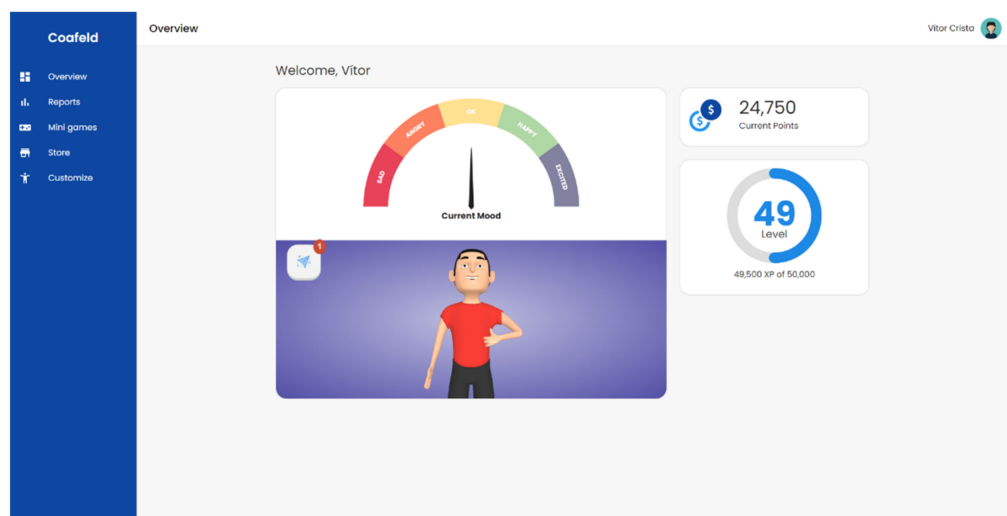 Coafeld
Overview
Vitor Crista
Overview
Reports
Mini games
Store
Customize
Welcome, Vítor
SAD
ANGRY
OK
HAPPY
EXCITED
Current Mood
1
$
$
24,750
Current Points
49
Level
49,500 XP of 50,000